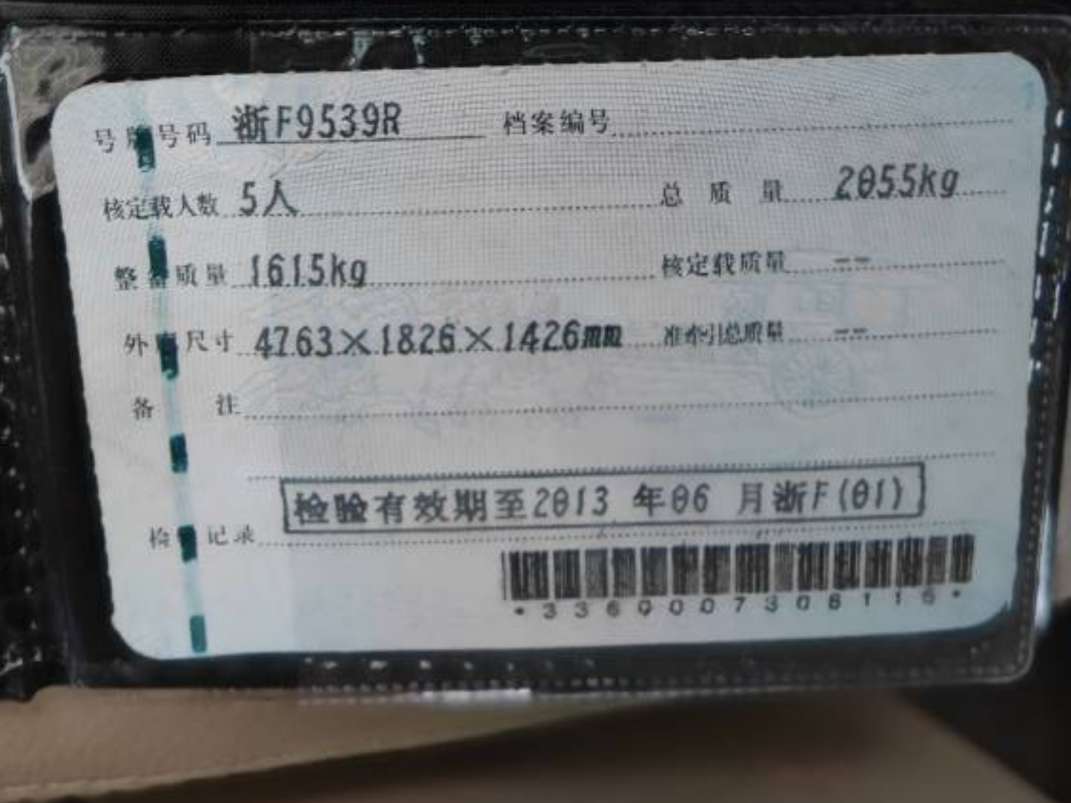 号牌号码 浙F9539R 档案编号
核定载人数 5人 总质量 2055kg
整备质量 1615kg 核定载质量 --
外廓尺寸 4763×1826×1426mm 准牵引总质量 --
备注
检验有效期至2013 年06 月浙F(01)
检验记录
*3360007308116*